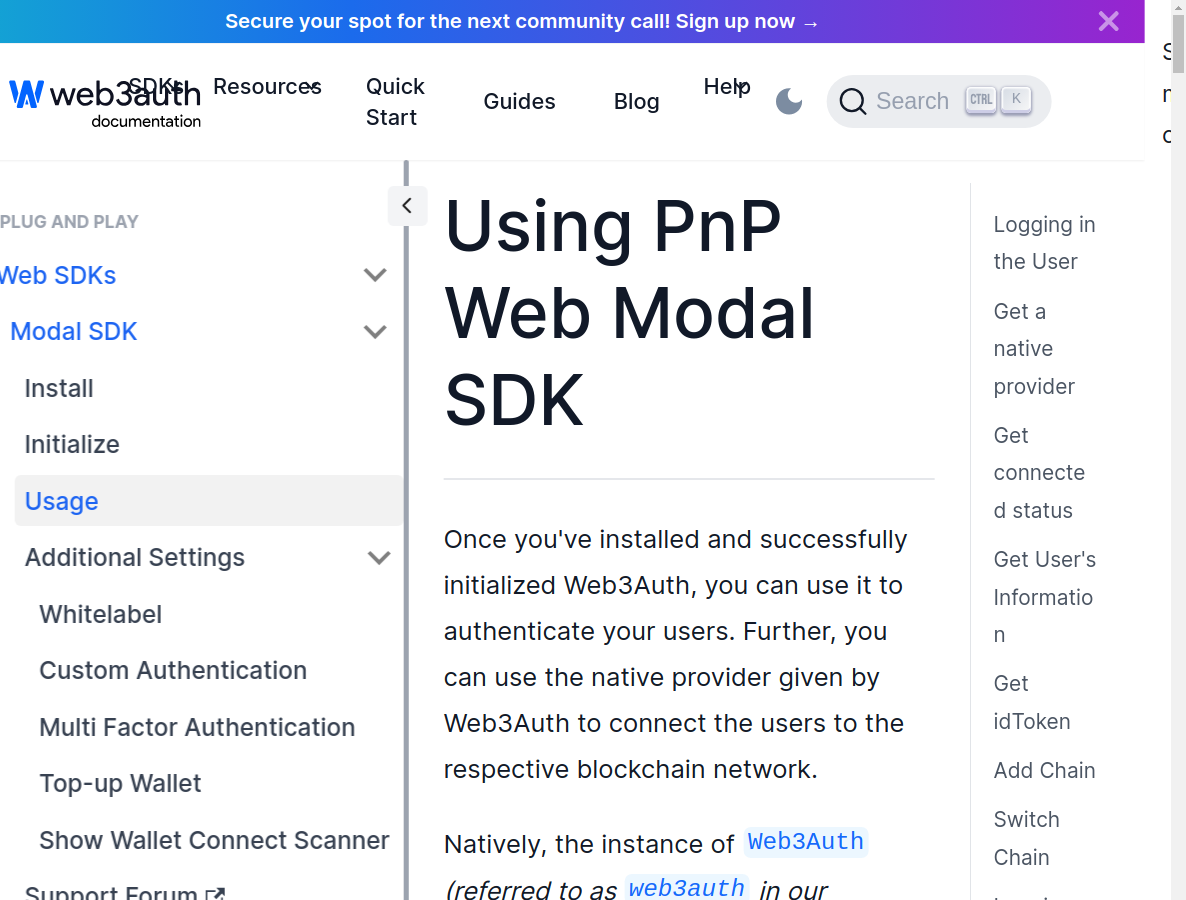 Secure your spot for the next community call! Sign up now →
web3auth
documentation
SDKs
Resources
Quick
Start
Guides
Blog
Help
Search
CTRL
K
PLUG AND PLAY
Web SDKs
Modal SDK
Install
Initialize
Usage
Additional Settings
Whitelabel
Custom Authentication
Multi Factor Authentication
Top-up Wallet
Show Wallet Connect Scanner
Support Forum
Using PnP
Web Modal
SDK
Once you've installed and successfully
initialized Web3Auth, you can use it to
authenticate your users. Further, you
can use the native provider given by
Web3Auth to connect the users to the
respective blockchain network.
Natively, the instance of Web3Auth
(referred to as web3auth in our
Logging in
the User
Get a
native
provider
Get
connecte
d status
Get User's
Informatio
n
Get
idToken
Add Chain
Switch
Chain